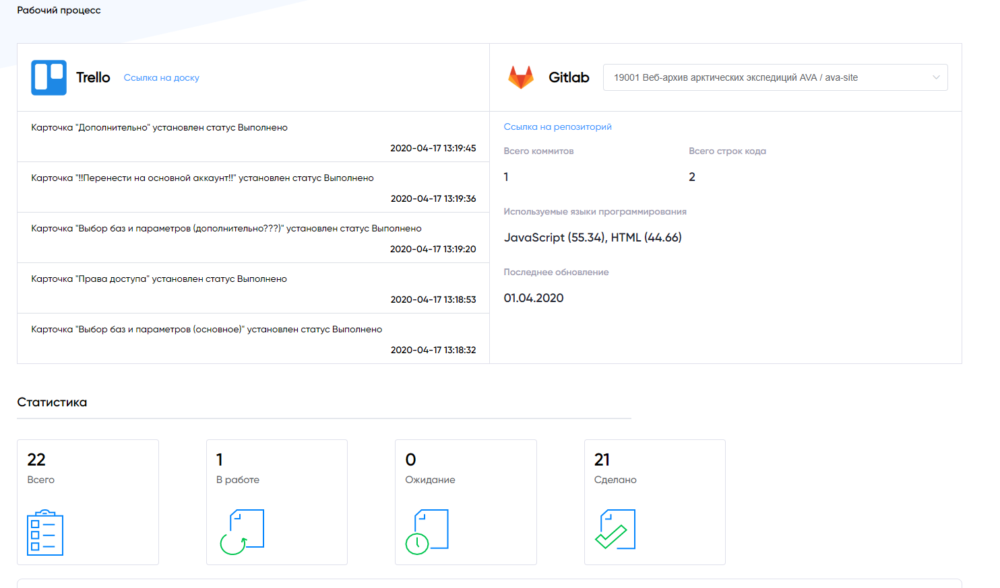 Рабочий процесс
Trello
Ссылка на доску
Карточка "Дополнительно" установлен статус Выполнено
2020-04-17 13:19:45
Карточка "!!Перенести на основной аккаунт!!" установлен статус Выполнено
2020-04-17 13:19:36
Карточка "Выбор баз и параметров (дополнительно???)" установлен статус Выполнено
2020-04-17 13:19:20
Карточка "Права доступа" установлен статус Выполнено
2020-04-17 13:18:53
Карточка "Выбор баз и параметров (основное)" установлен статус Выполнено
2020-04-17 13:18:32
Gitlab
19001 Веб-архив арктических экспедиций AVA / ava-site
Ссылка на репозиторий
Всего коммитов
1
Всего строк кода
2
Используемые языки программирования
JavaScript (55.34), HTML (44.66)
Последнее обновление
01.04.2020
Статистика
22
Всего
1
В работе
0
Ожидание
21
Сделано